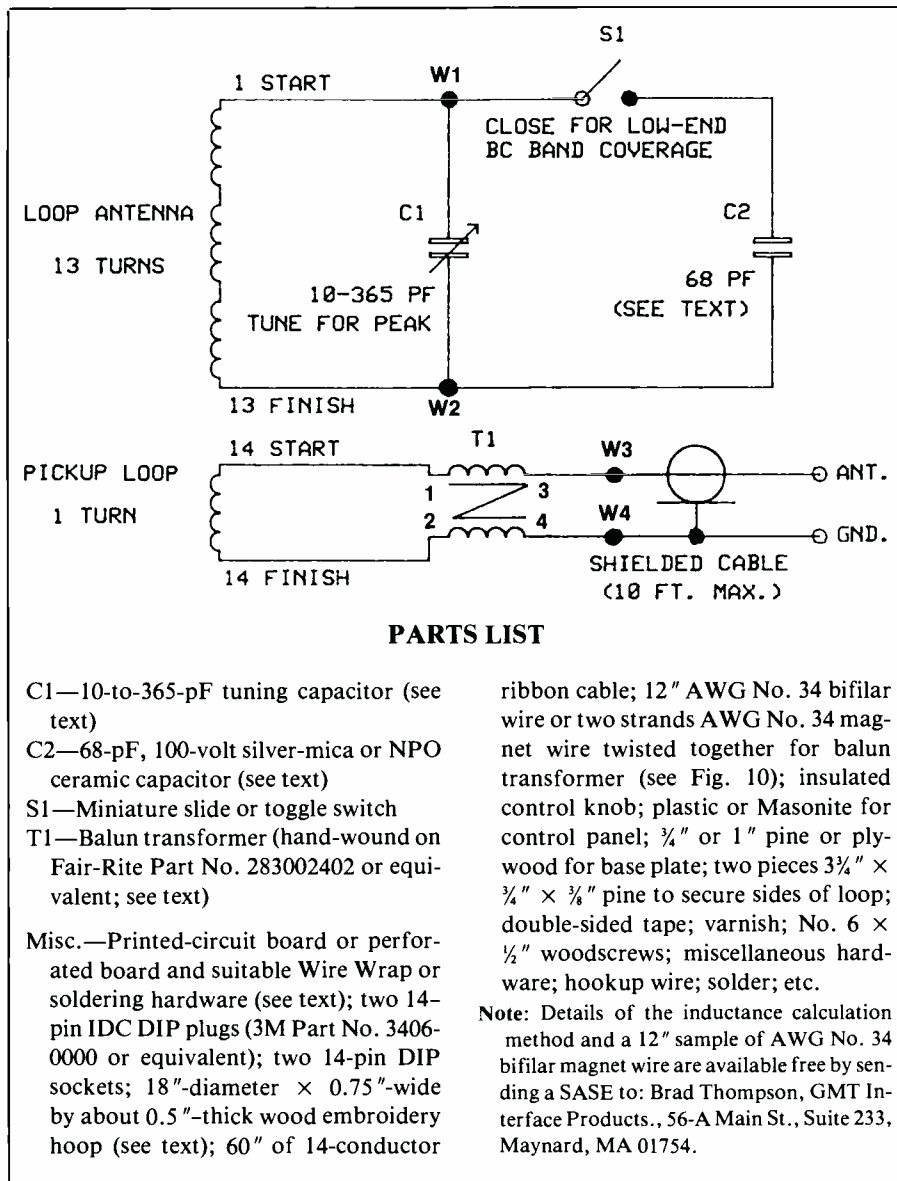 S1
1 START
W1
CLOSE FOR LOW-END
BC BAND COVERAGE
LOOP ANTENNA
13 TURNS
C1
C2
10-365 PF
TUNE FOR PEAK
68 PF
(SEE TEXT)
13 FINISH
W2
14 START
T1
W3
PICKUP LOOP
1 TURN
1
3
ANT.
2
4
W4
GND.
14 FINISH
SHIELDED CABLE
(10 FT. MAX.)
PARTS LIST
C1—10-to-365-pF tuning capacitor (see
text)
C2—68-pF, 100-volt silver-mica or NPO
ceramic capacitor (see text)
S1—Miniature slide or toggle switch
T1—Balun transformer (hand-wound on
Fair-Rite Part No. 283002402 or equi-
valent; see text)
Misc.—Printed-circuit board or perfor-
ated board and suitable Wire Wrap or
soldering hardware (see text); two 14-
pin IDC DIP plugs (3M Part No. 3406-
0000 or equivalent); two 14-pin DIP
sockets; 18"-diameter × 0.75"-wide
by about 0.5"-thick wood embroidery
hoop (see text); 60" of 14-conductor
ribbon cable; 12" AWG No. 34 bifilar
wire or two strands AWG No. 34 mag-
net wire twisted together for balun
transformer (see Fig. 10); insulated
control knob; plastic or Masonite for
control panel; ¾" or 1" pine or ply-
wood for base plate; two pieces 3¾" ×
¾" × ⅜" pine to secure sides of loop;
double-sided tape; varnish; No. 6 ×
½" woodscrews; miscellaneous hard-
ware; hookup wire; solder; etc.
Note: Details of the inductance calculation
method and a 12" sample of AWG No. 34
bifilar magnet wire are available free by sen-
ding a SASE to: Brad Thompson, GMT In-
terface Products., 56-A Main St., Suite 233,
Maynard, MA 01754.